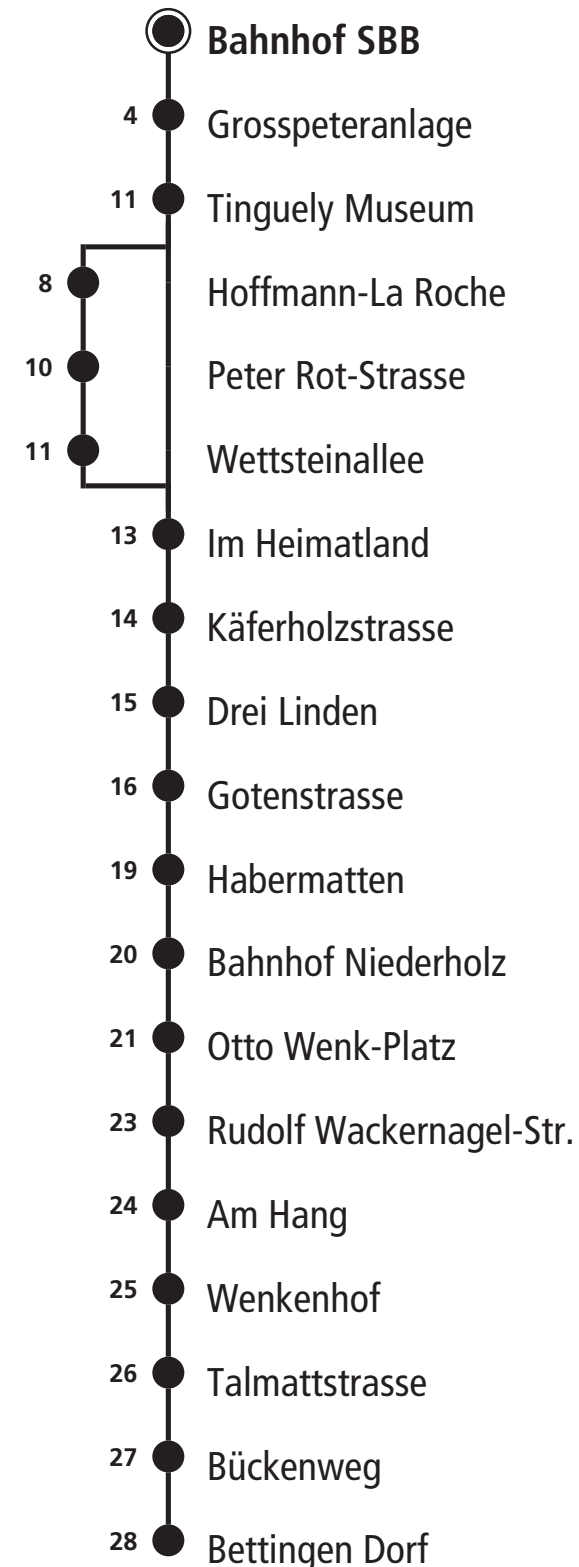 Bahnhof SBB
4 Grosspeteranlage
11 Tinguely Museum
8 Hoffmann-La Roche
10 Peter Rot-Strasse
11 Wettsteinallee
13 Im Heimatland
14 Käferholzstrasse
15 Drei Linden
16 Gotenstrasse
19 Habermatten
20 Bahnhof Niederholz
21 Otto Wenk-Platz
23 Rudolf Wackernagel-Str.
24 Am Hang
25 Wenkenhof
26 Talmattstrasse
27 Bückenweg
28 Bettingen Dorf